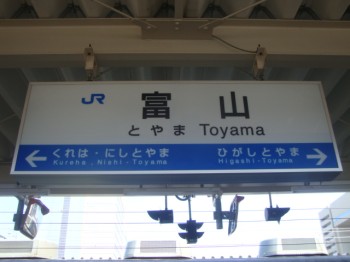 JR 富山
とやま Toyama
← くれは・にしとやま ひがしとやま →
Kureha , Nishi-Toyama Higashi-Toyama